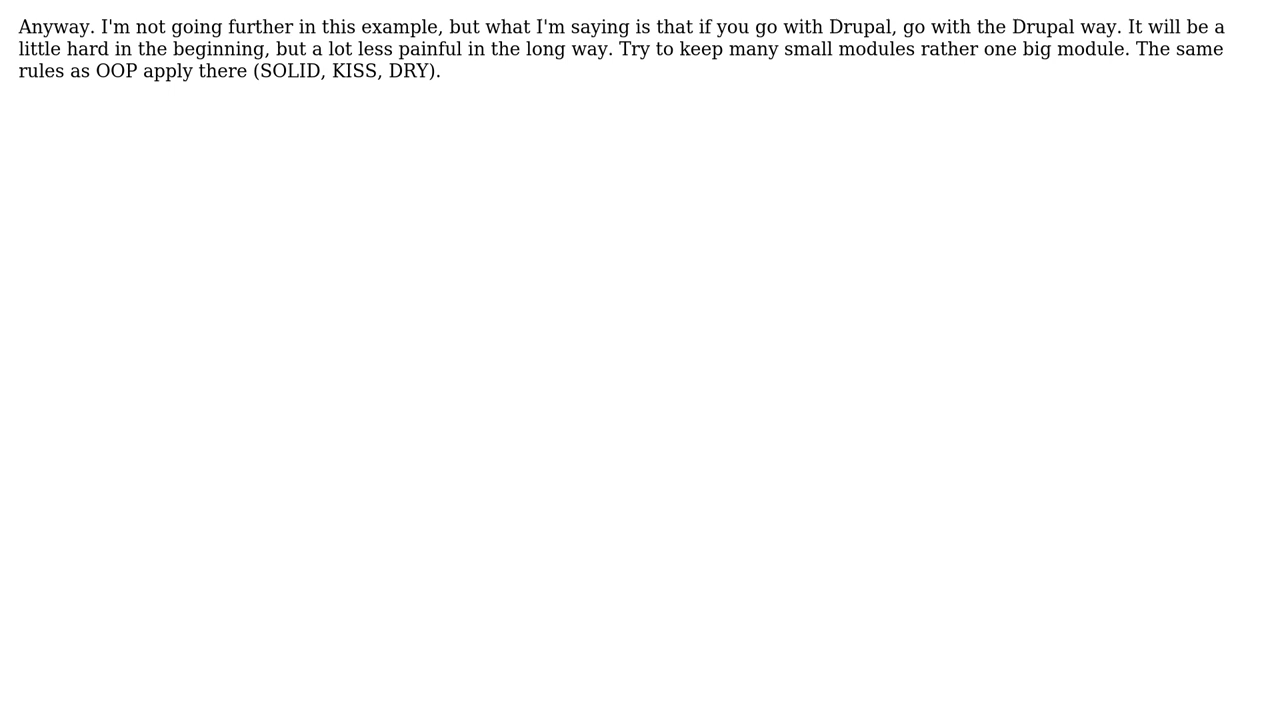 Anyway. I'm not going further in this example, but what I'm saying is that if you go with Drupal, go with the Drupal way. It will be a
little hard in the beginning, but a lot less painful in the long way. Try to keep many small modules rather one big module. The same
rules as OOP apply there (SOLID, KISS, DRY).